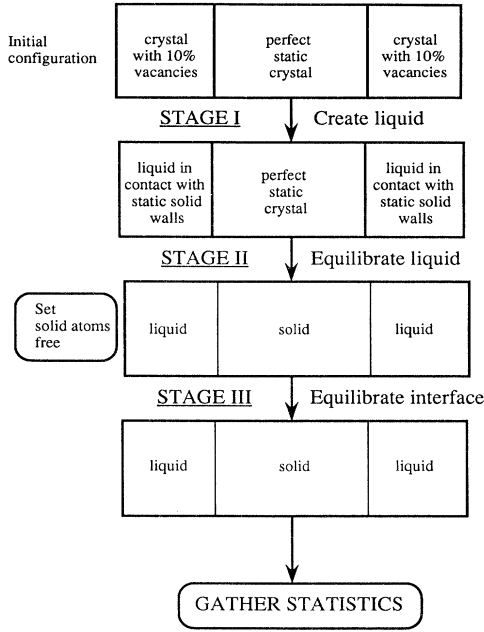 Initial
configuration
crystal
with 10%
vacancies
perfect
static
crystal
crystal
with 10%
vacancies
STAGE I
Create liquid
liquid in
contact with
static solid
walls
perfect
static
crystal
liquid in
contact with
static solid
walls
STAGE II
Equilibrate liquid
Set
solid atoms
free
liquid
solid
liquid
STAGE III
Equilibrate interface
liquid
solid
liquid
GATHER STATISTICS